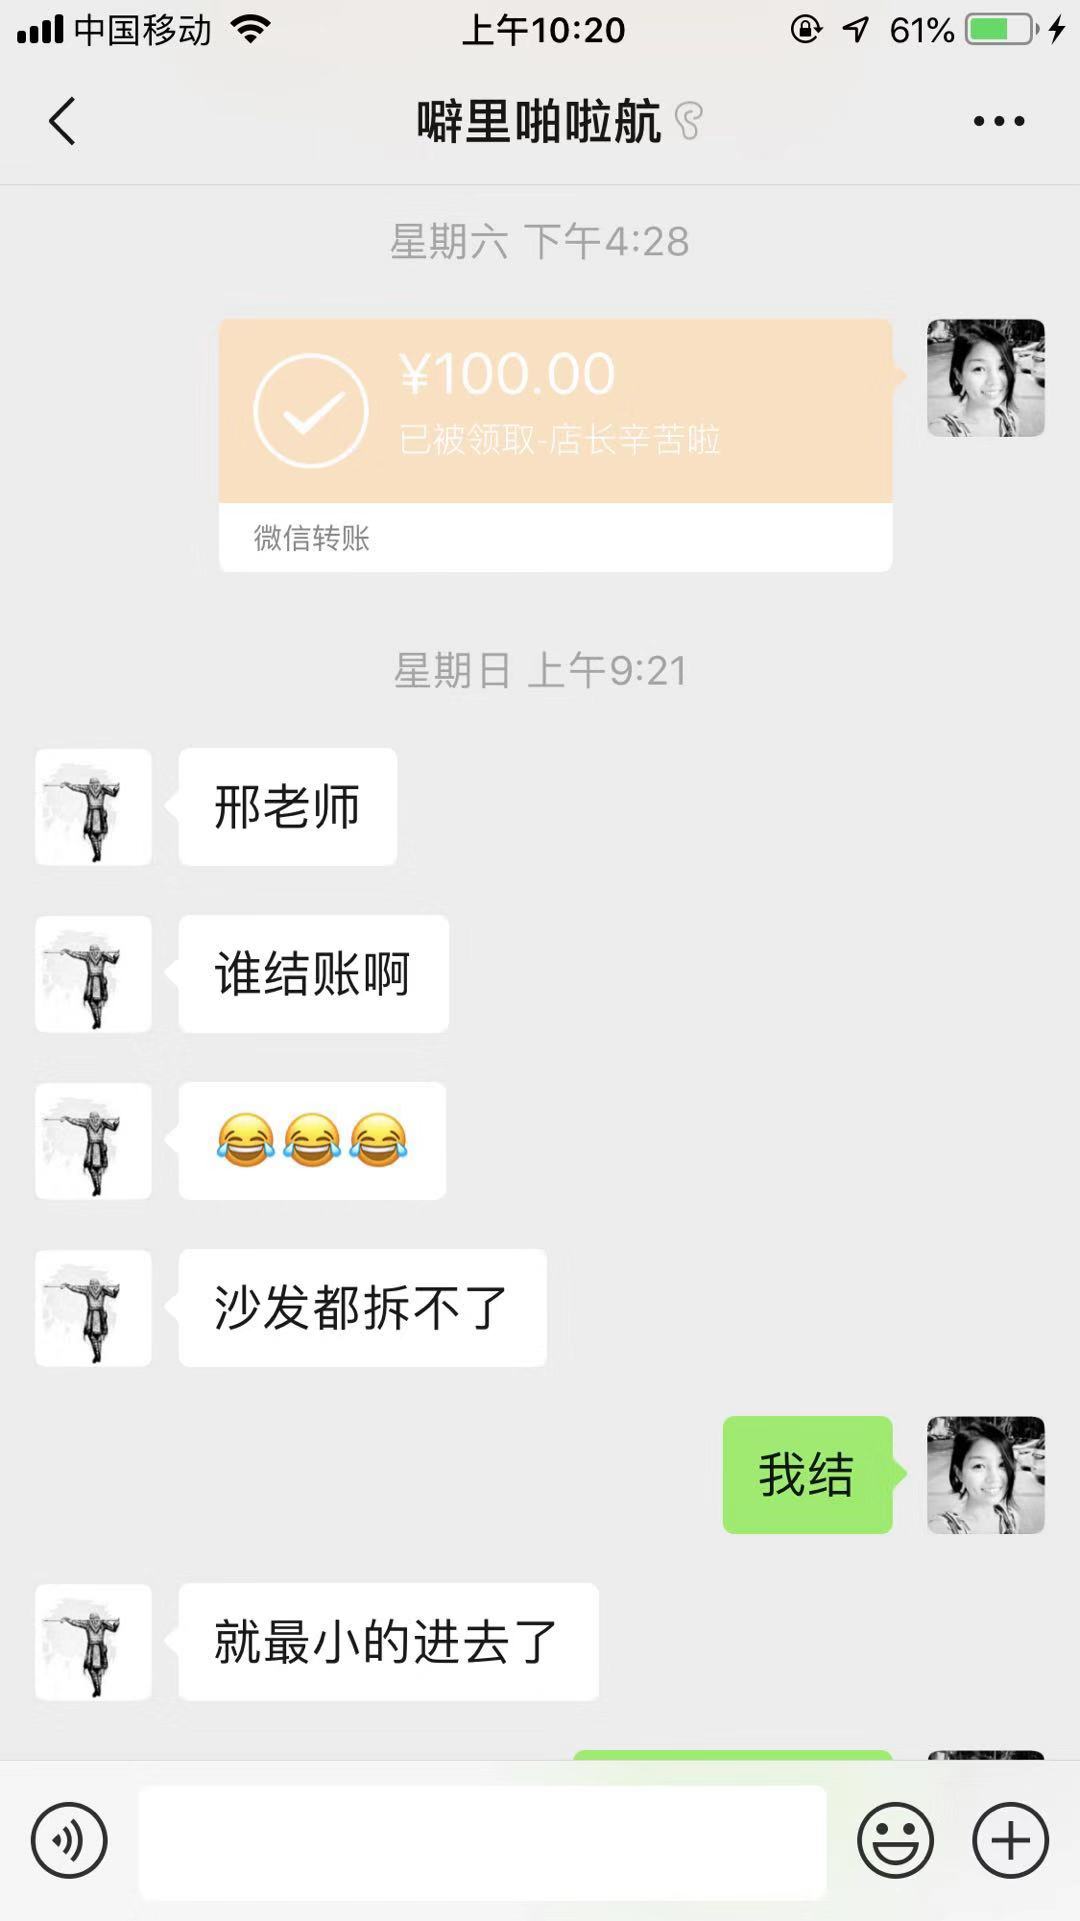 中国移动
上午10:20
61%
噼里啪啦航
星期六 下午4:28
¥100.00
已被领取-店长辛苦啦
微信转账
星期日 上午9:21
邢老师
谁结账啊
😂😂😂
沙发都拆不了
我结
就最小的进去了